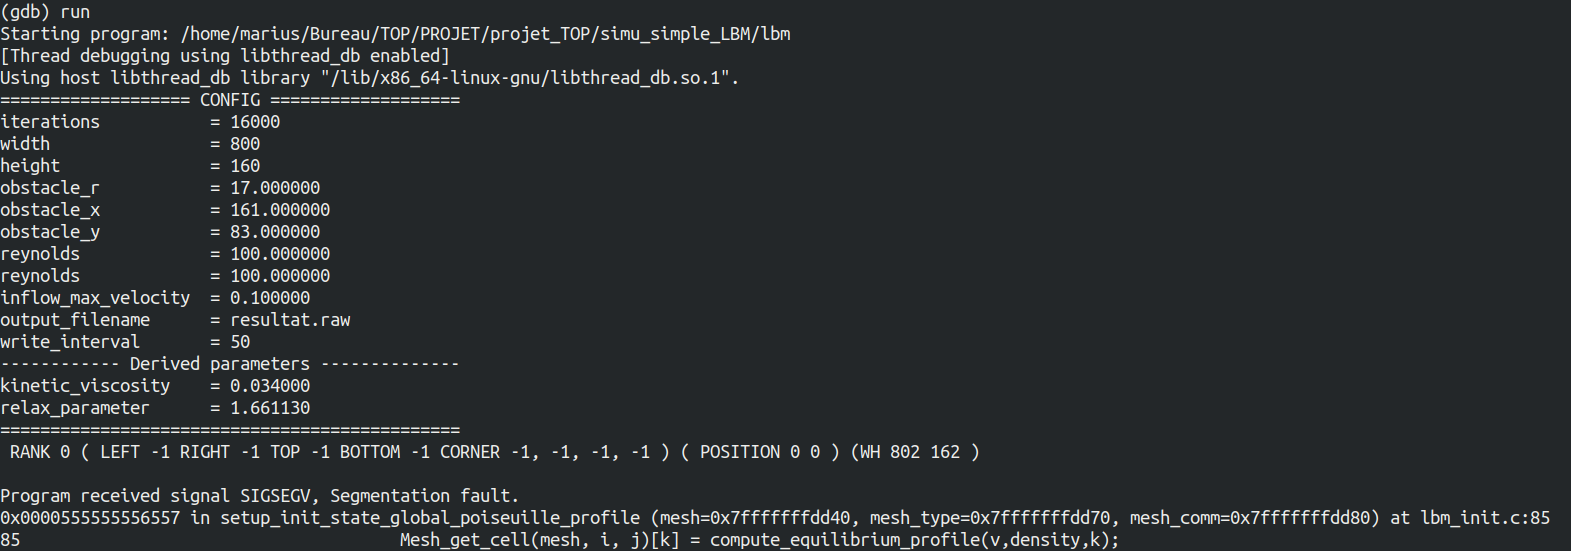 (gdb) run
Starting program: /home/marius/Bureau/TOP/PROJET/projet_TOP/simu_simple_LBM/lbm
[Thread debugging using libthread_db enabled]
Using host libthread_db library "/lib/x86_64-linux-gnu/libthread_db.so.1".
=================== CONFIG ===================
iterations           = 16000
width                = 800
height               = 160
obstacle_r           = 17.000000
obstacle_x           = 161.000000
obstacle_y           = 83.000000
reynolds             = 100.000000
reynolds             = 100.000000
inflow_max_velocity  = 0.100000
output_filename      = resultat.raw
write_interval       = 50
------------ Derived parameters --------------
kinetic_viscosity    = 0.034000
relax_parameter      = 1.661130
==============================================
 RANK 0 ( LEFT -1 RIGHT -1 TOP -1 BOTTOM -1 CORNER -1, -1, -1, -1 ) ( POSITION 0 0 ) (WH 802 162 )

Program received signal SIGSEGV, Segmentation fault.
0x0000555555556557 in setup_init_state_global_poiseuille_profile (mesh=0x7fffffffdd40, mesh_type=0x7fffffffdd70, mesh_comm=0x7fffffffdd80) at lbm_init.c:85
85                                      Mesh_get_cell(mesh, i, j)[k] = compute_equilibrium_profile(v,density,k);